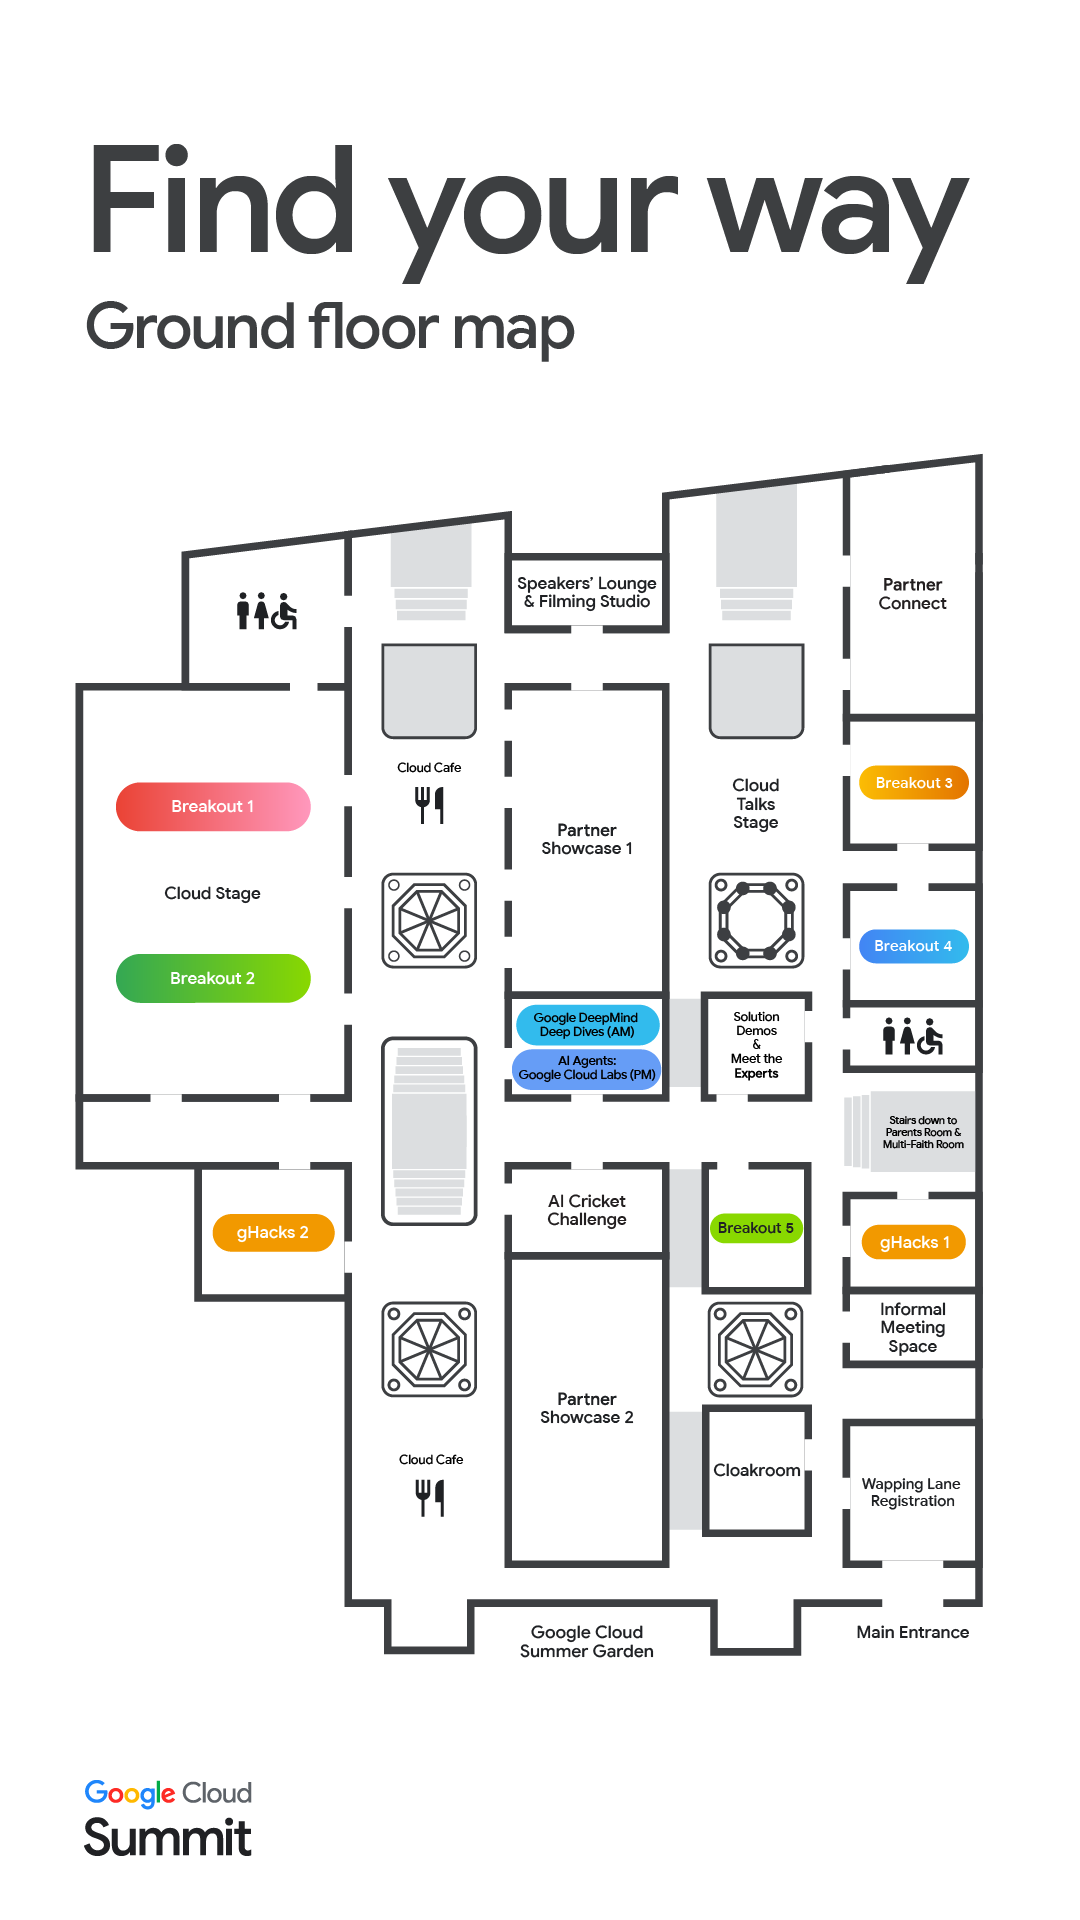 Find your way
Ground floor map
Speakers' Lounge
& Filming Studio
Partner
Connect
Cloud Cafe
Breakout 3
Cloud
Talks
Stage
Breakout 1
Partner
Showcase 1
Cloud Stage
Breakout 4
Breakout 2
Google DeepMind
Deep Dives (AM)
AI Agents:
Google Cloud Labs (PM)
Solution
Demos
&
Meet the
Experts
Stairs down to
Parents Room &
Multi-Faith Room
AI Cricket
Challenge
Breakout 5
gHacks 2
gHacks 1
Informal
Meeting
Space
Partner
Showcase 2
Cloud Cafe
Cloakroom
Wapping Lane
Registration
Google Cloud
Summer Garden
Main Entrance
Google Cloud
Summit